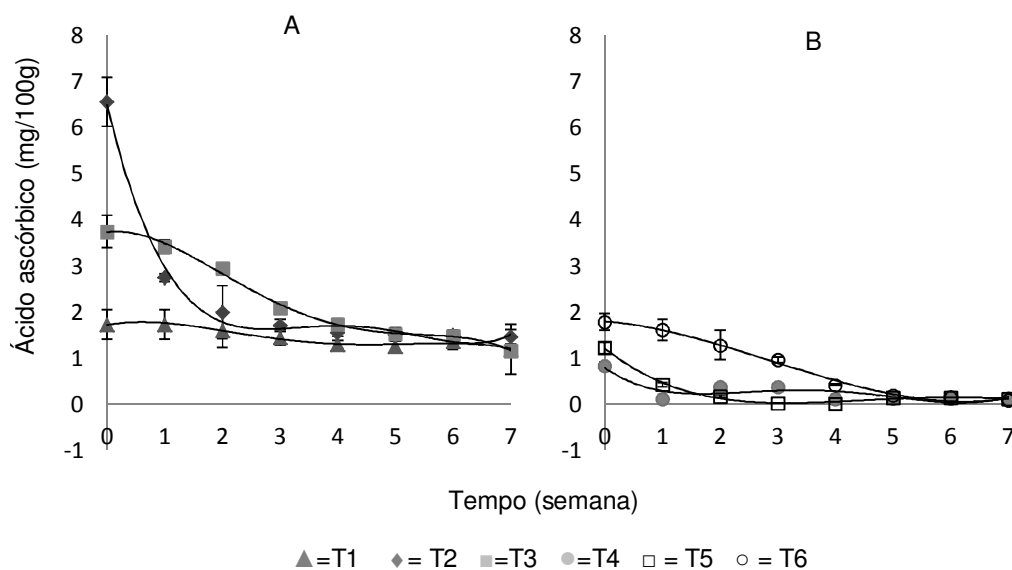 A
B
8
7
6
5
4
3
2
1
0
-1
0 1 2 3 4 5 6 7
Ácido ascórbico (mg/100g)
8
7
6
5
4
3
2
1
0
-1
0 1 2 3 4 5 6 7
Tempo (semana)
=T1 = T2 =T3 =T4 = T5 = T6